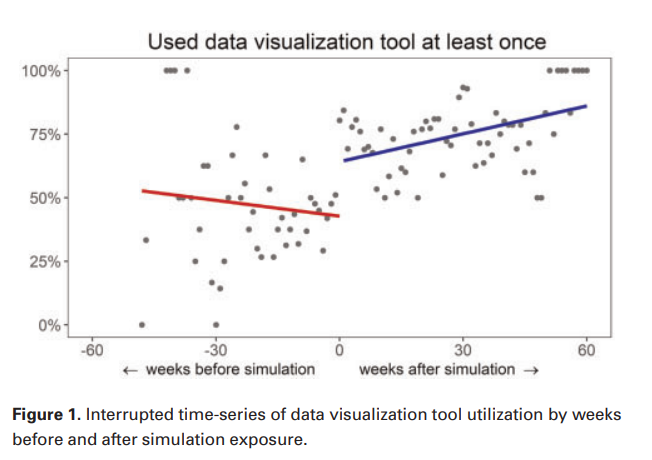 Used data visualization tool at least once
100%
75%
50%
25%
0%
-60 -30 0 30 60
← weeks before simulation weeks after simulation →
Figure 1. Interrupted time-series of data visualization tool utilization by weeks
before and after simulation exposure.